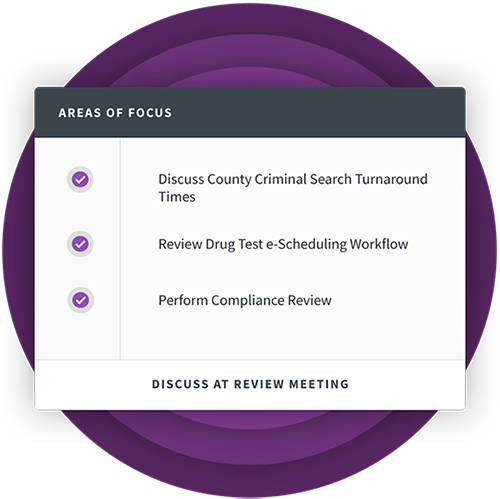 AREAS OF FOCUS
Discuss County Criminal Search Turnaround
Times
Review Drug Test e-Scheduling Workflow
Perform Compliance Review
DISCUSS AT REVIEW MEETING